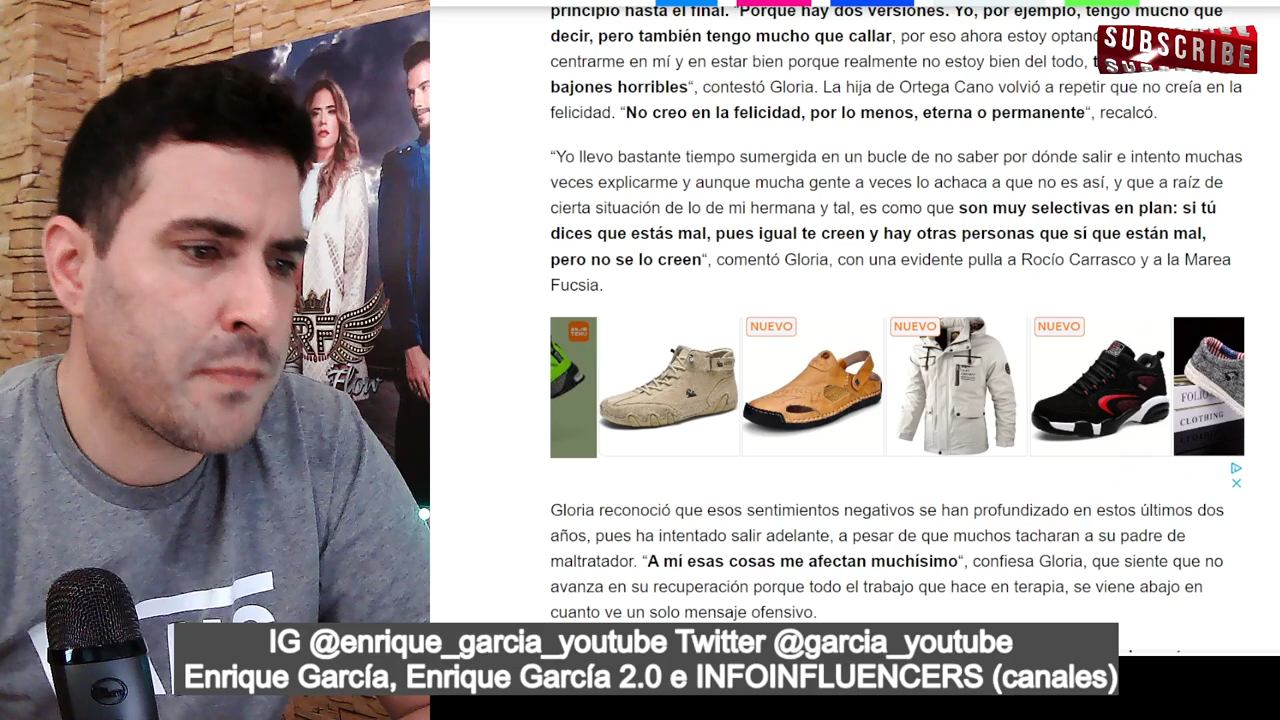 principio hasta el final. “Porque hay dos versiones. Yo, por ejemplo, tengo mucho que
decir, pero también tengo mucho que callar, por eso ahora estoy optand
centrarme en mí y en estar bien porque realmente no estoy bien del todo,
bajones horribles“, contestó Gloria. La hija de Ortega Cano volvió a repetir que no creía en la
felicidad. “No creo en la felicidad, por lo menos, eterna o permanente“, recalcó.
“Yo llevo bastante tiempo sumergida en un bucle de no saber por dónde salir e intento muchas
veces explicarme y aunque mucha gente a veces lo achaca a que no es así, y que a raíz de
cierta situación de lo de mi hermana y tal, es como que son muy selectivas en plan: si tú
dices que estás mal, pues igual te creen y hay otras personas que sí que están mal,
pero no se lo creen“, comentó Gloria, con una evidente pulla a Rocío Carrasco y a la Marea
Fucsia.
NUEVO NUEVO NUEVO
TEMU
FOLIO
CLOTHING
Gloria reconoció que esos sentimientos negativos se han profundizado en estos últimos dos
años, pues ha intentado salir adelante, a pesar de que muchos tacharan a su padre de
maltratador. “A mí esas cosas me afectan muchísimo“, confiesa Gloria, que siente que no
avanza en su recuperación porque todo el trabajo que hace en terapia, se viene abajo en
cuanto ve un solo mensaje ofensivo.
SUBSCRIBE
RF
Flow
IG @enrique_garcia_youtube Twitter @garcia_youtube
Enrique García, Enrique García 2.0 e INFOINFLUENCERS (canales)